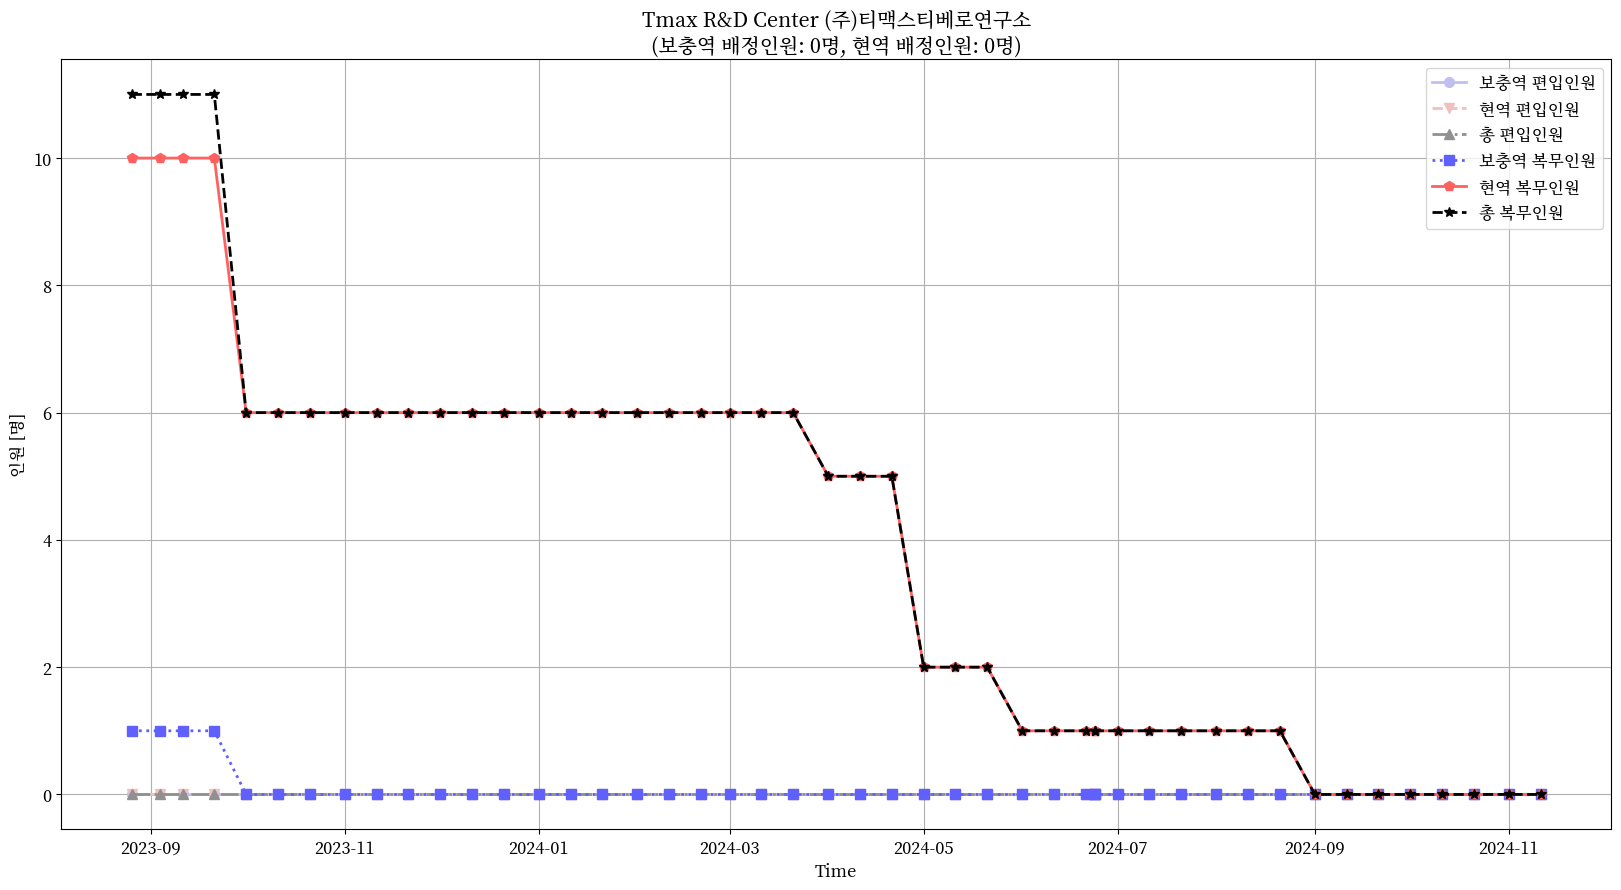 Tmax R&D Center (주)티맥스티베로연구소
(보충역 배정인원: 0명, 현역 배정인원: 0명)
보충역 편입인원
현역 편입인원
총 편입인원
보충역 복무인원
현역 복무인원
총 복무인원
인원 [명]
10
8
6
4
2
0
2023-09
2023-11
2024-01
2024-03
2024-05
2024-07
2024-09
2024-11
Time